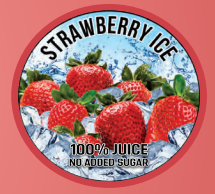 STRAWBERRY ICE
100% JUICE
NO ADDED SUGAR